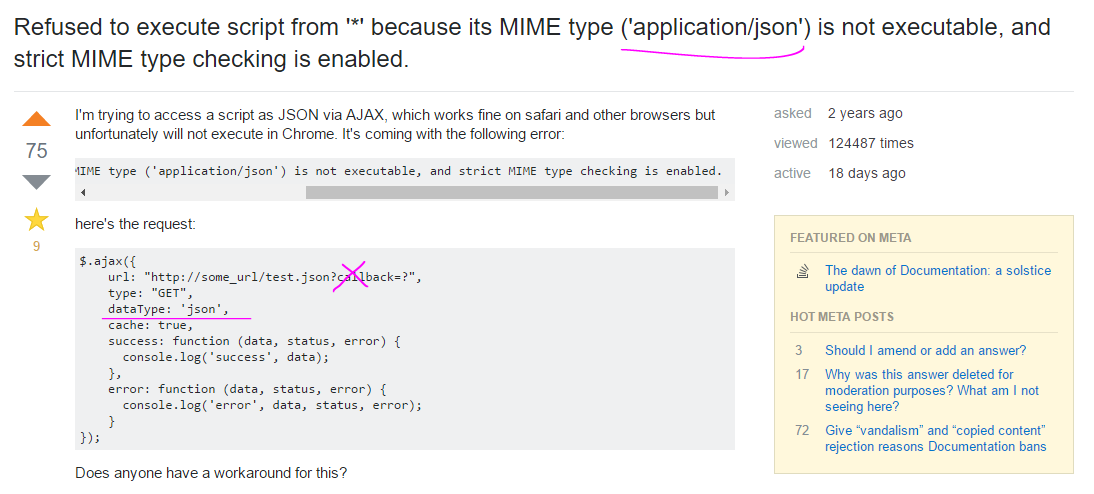 Refused to execute script from '*' because its MIME type ('application/json') is not executable, and
strict MIME type checking is enabled.
75
9
I'm trying to access a script as JSON via AJAX, which works fine on safari and other browsers but
unfortunately will not execute in Chrome. It's coming with the following error:
MIME type ('application/json') is not executable, and strict MIME type checking is enabled.
here's the request:
$.ajax({
    url: "http://some_url/test.json?callback=?",
    type: "GET",
    dataType: 'json',
    cache: true,
    success: function (data, status, error) {
      console.log('success', data);
    },
    error: function (data, status, error) {
      console.log('error', data, status, error);
    }
});
Does anyone have a workaround for this?
asked 2 years ago
viewed 124487 times
active 18 days ago
FEATURED ON META
The dawn of Documentation: a solstice
update
HOT META POSTS
3 Should I amend or add an answer?
17 Why was this answer deleted for
moderation purposes? What am I not
seeing here?
72 Give “vandalism” and “copied content”
rejection reasons Documentation bans